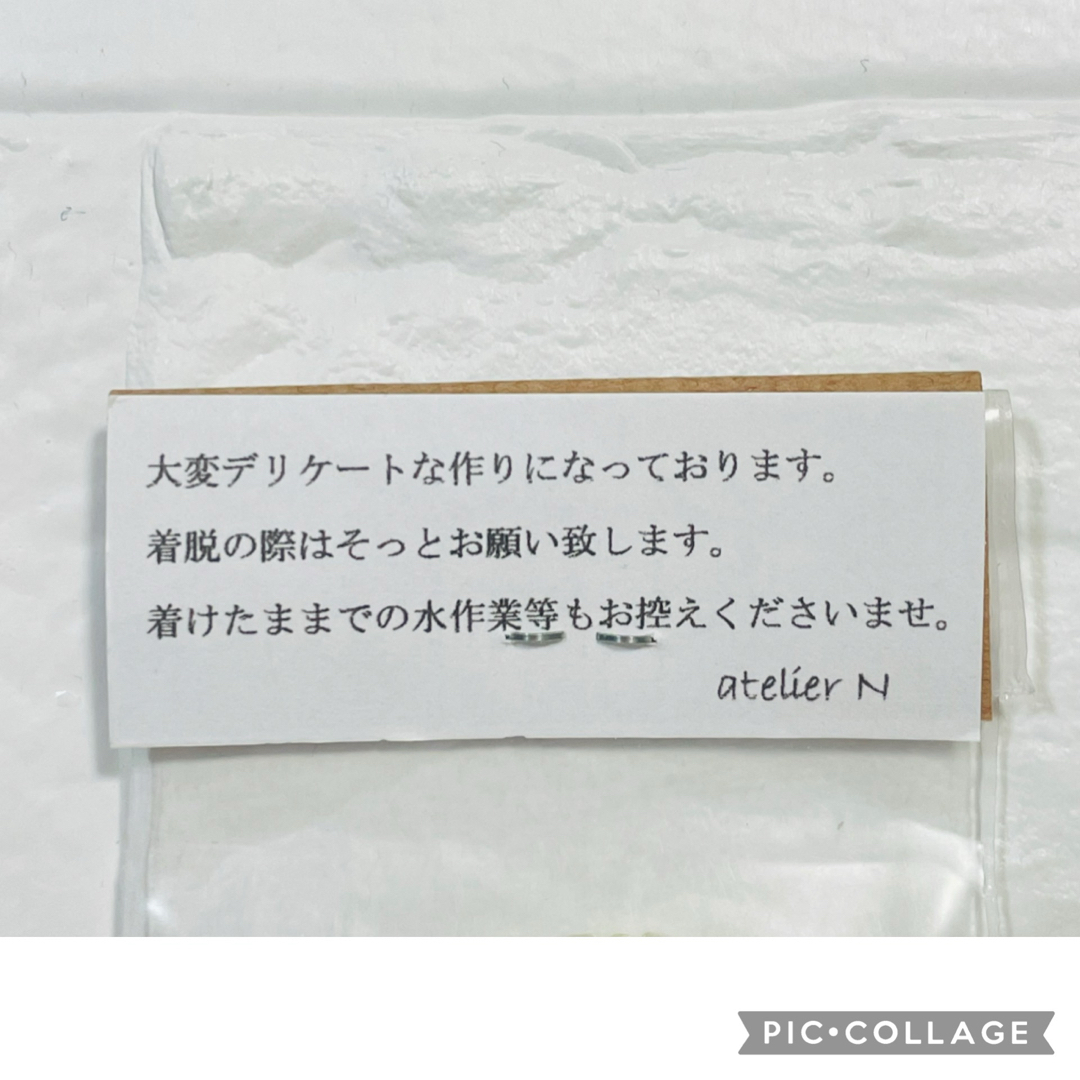 大変デリケートな作りになっております。
着脱の際はそっとお願い致します。
着けたままでの水作業等もお控えくださいませ。
atelier N
PIC•COLLAGE